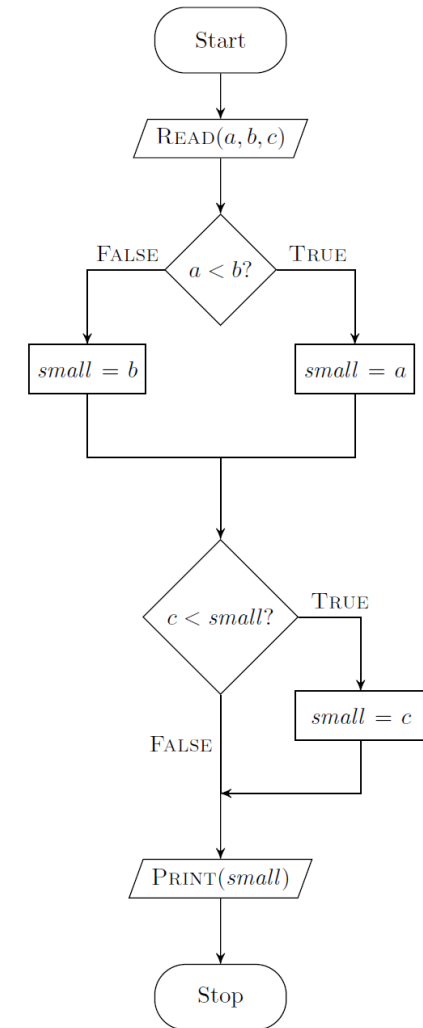 Start
READ(a, b, c)
FALSE
a < b?
TRUE
small = b
small = a
c < small?
TRUE
small = c
FALSE
PRINT(small)
Stop